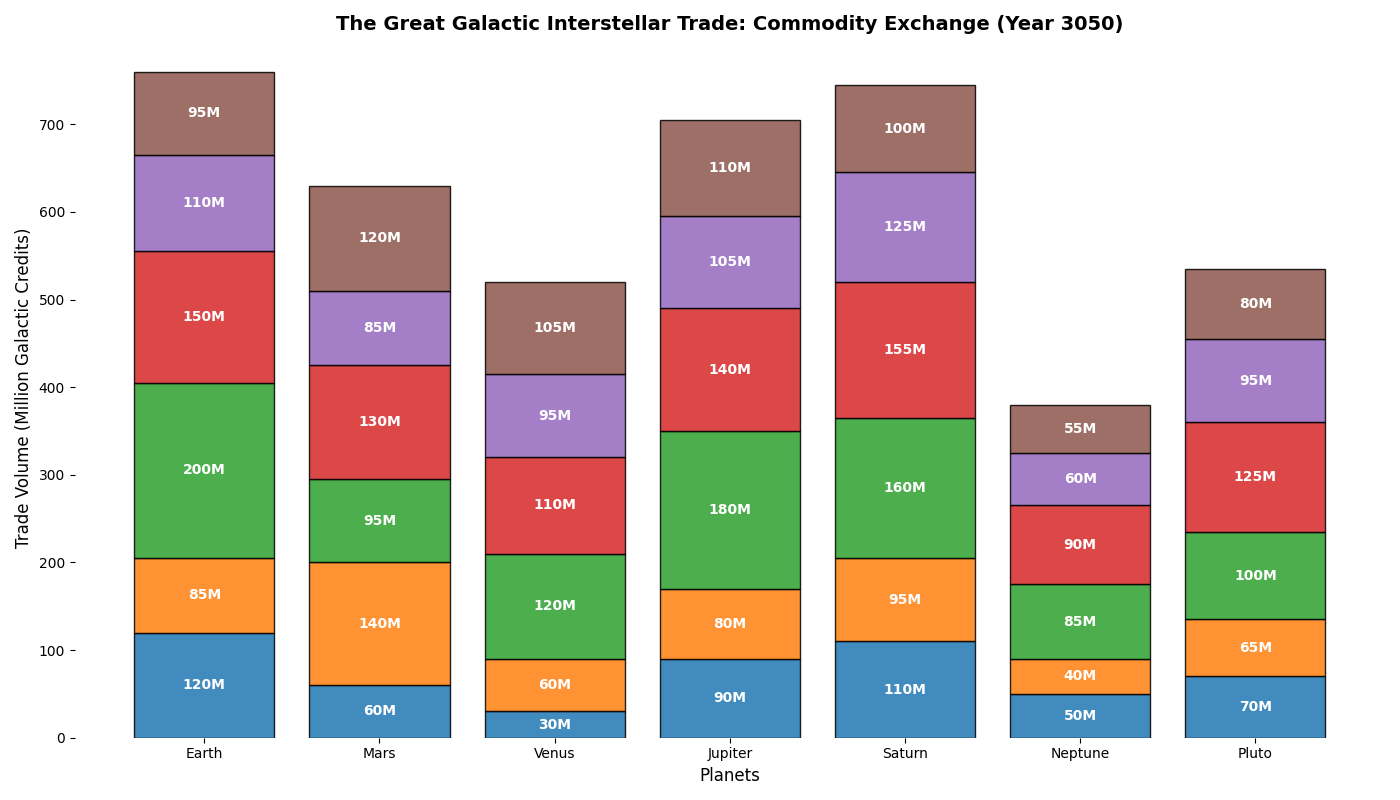 The Great Galactic Interstellar Trade: Commodity Exchange (Year 3050)
Trade Volume (Million Galactic Credits)
700
600
500
400
300
200
100
0
95M
110M
150M
200M
85M
120M
120M
85M
130M
95M
140M
60M
105M
95M
110M
120M
60M
30M
110M
105M
140M
180M
80M
90M
100M
125M
155M
160M
95M
110M
55M
60M
90M
85M
40M
50M
80M
95M
125M
100M
65M
70M
Earth
Mars
Venus
Jupiter
Saturn
Neptune
Pluto
Planets